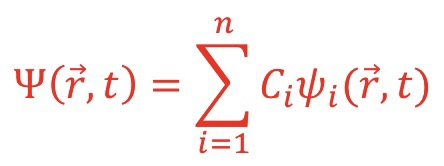 Ψ(r⃗, t) = ∑_{i=1}^{n} C_i ψ_i(r⃗, t)